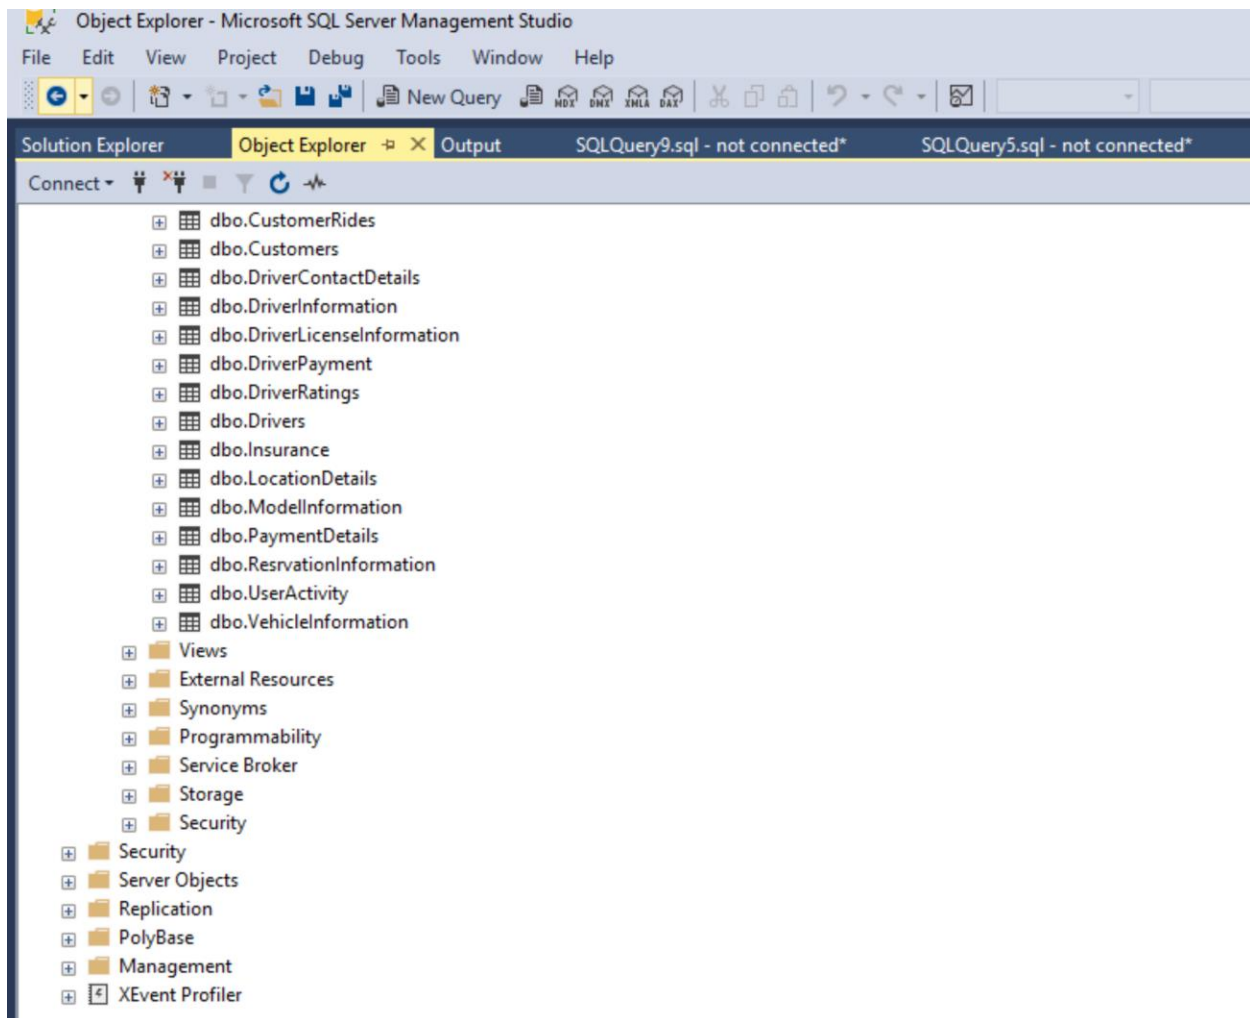 Object Explorer - Microsoft SQL Server Management Studio
File Edit View Project Debug Tools Window Help
New Query MDX DMX XMLA DAX
Solution Explorer Object Explorer Output SQLQuery9.sql - not connected* SQLQuery5.sql - not connected*
Connect
dbo.CustomerRides
dbo.Customers
dbo.DriverContactDetails
dbo.DriverInformation
dbo.DriverLicenseInformation
dbo.DriverPayment
dbo.DriverRatings
dbo.Drivers
dbo.Insurance
dbo.LocationDetails
dbo.ModelInformation
dbo.PaymentDetails
dbo.ResrvationInformation
dbo.UserActivity
dbo.VehicleInformation
Views
External Resources
Synonyms
Programmability
Service Broker
Storage
Security
Security
Server Objects
Replication
PolyBase
Management
XEvent Profiler